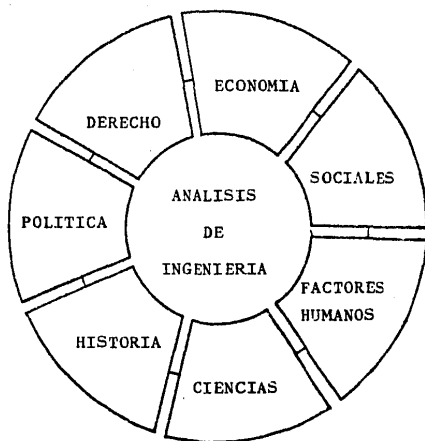 ECONOMIA
DERECHO
SOCIALES
ANALISIS
DE
INGENIERIA
POLITICA
FACTORES
HUMANOS
HISTORIA
CIENCIAS